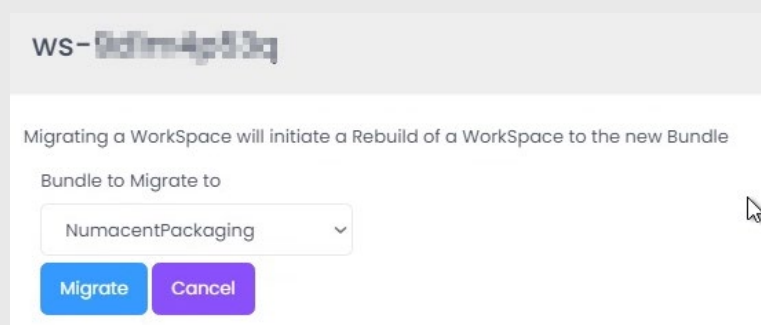 ws-
Migrating a WorkSpace will initiate a Rebuild of a WorkSpace to the new Bundle
Bundle to Migrate to
NumacentPackaging
Migrate Cancel